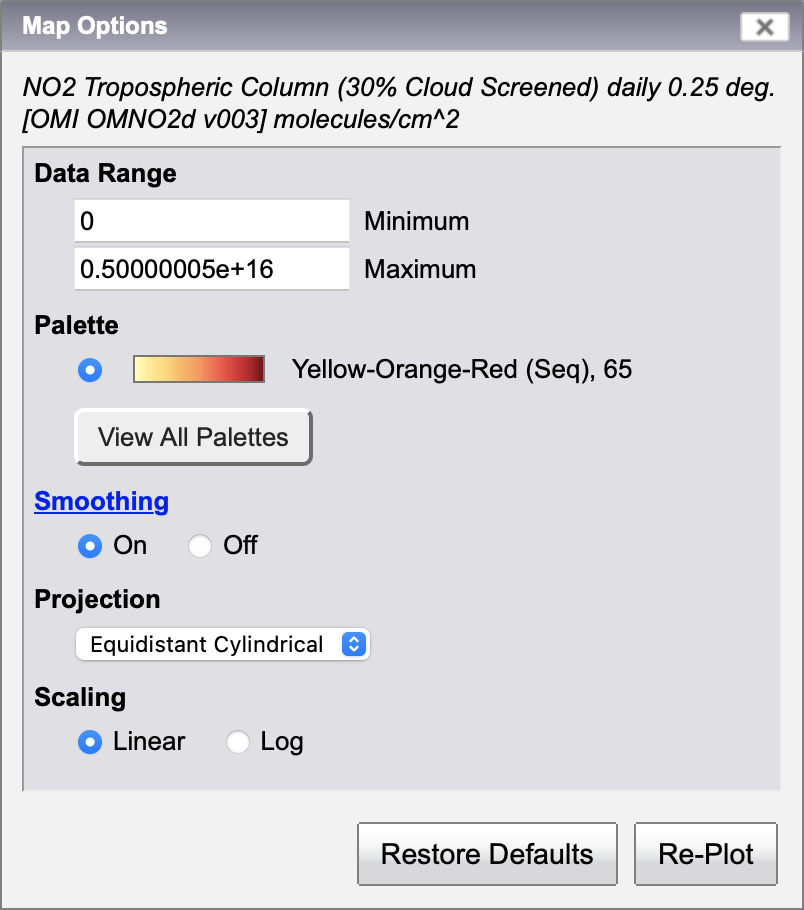 Map Options
NO2 Tropospheric Column (30% Cloud Screened) daily 0.25 deg.
[OMI OMNO2d v003] molecules/cm^2
Data Range
0 Minimum
0.50000005e+16 Maximum
Palette
Yellow-Orange-Red (Seq), 65
View All Palettes
Smoothing
On Off
Projection
Equidistant Cylindrical
Scaling
Linear Log
Restore Defaults Re-Plot